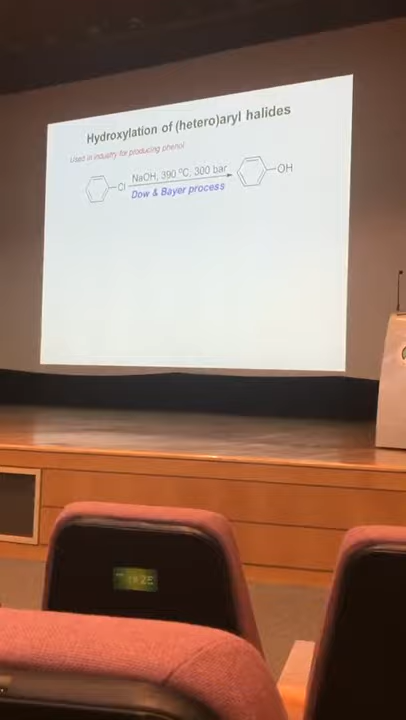 Hydroxylation of (hetero)aryl halides
Used in industry for producing phenol
Cl NaOH, 390 ºC, 300 bar OH
Dow & Bayer process